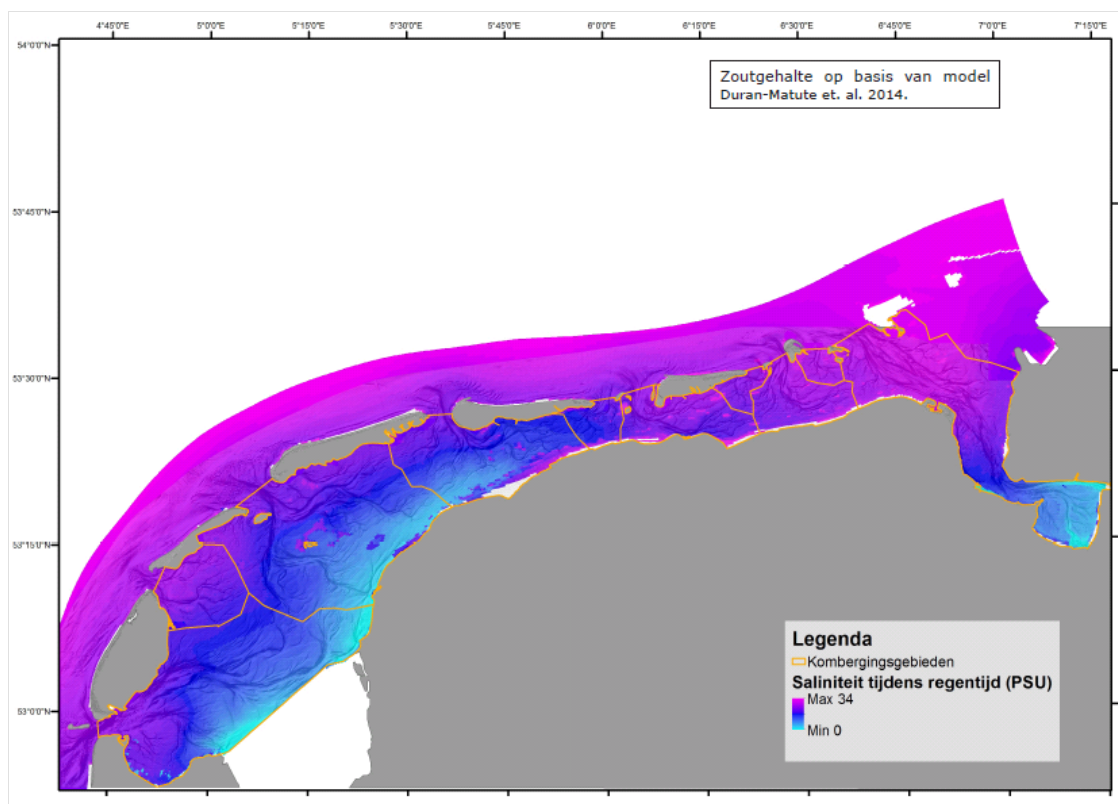 4°45'0"E 5°0'0"E 5°15'0"E 5°30'0"E 5°45'0"E 6°0'0"E 6°15'0"E 6°30'0"E 6°45'0"E 7°0'0"E 7°15'0"E
54°0'0"N
Zoutgehalte op basis van model
Duran-Matute et. al. 2014.
53°45'0"N
53°30'0"N
53°15'0"N
53°0'0"N
Legenda
Kombergingsgebieden
Saliniteit tijdens regentijd (PSU)
Max 34
Min 0